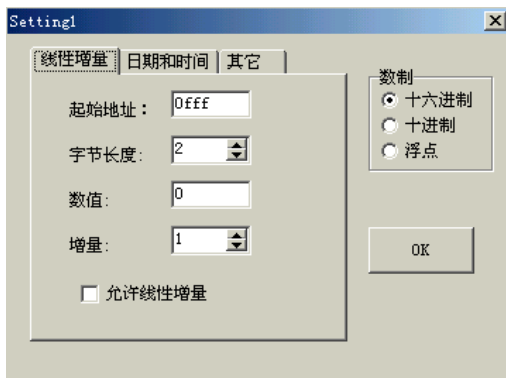 Setting1
线性增量 日期和时间 其它
起始地址： 0fff
字节长度: 2
数值: 0
增量: 1
允许线性增量
数制
十六进制
十进制
浮点
OK